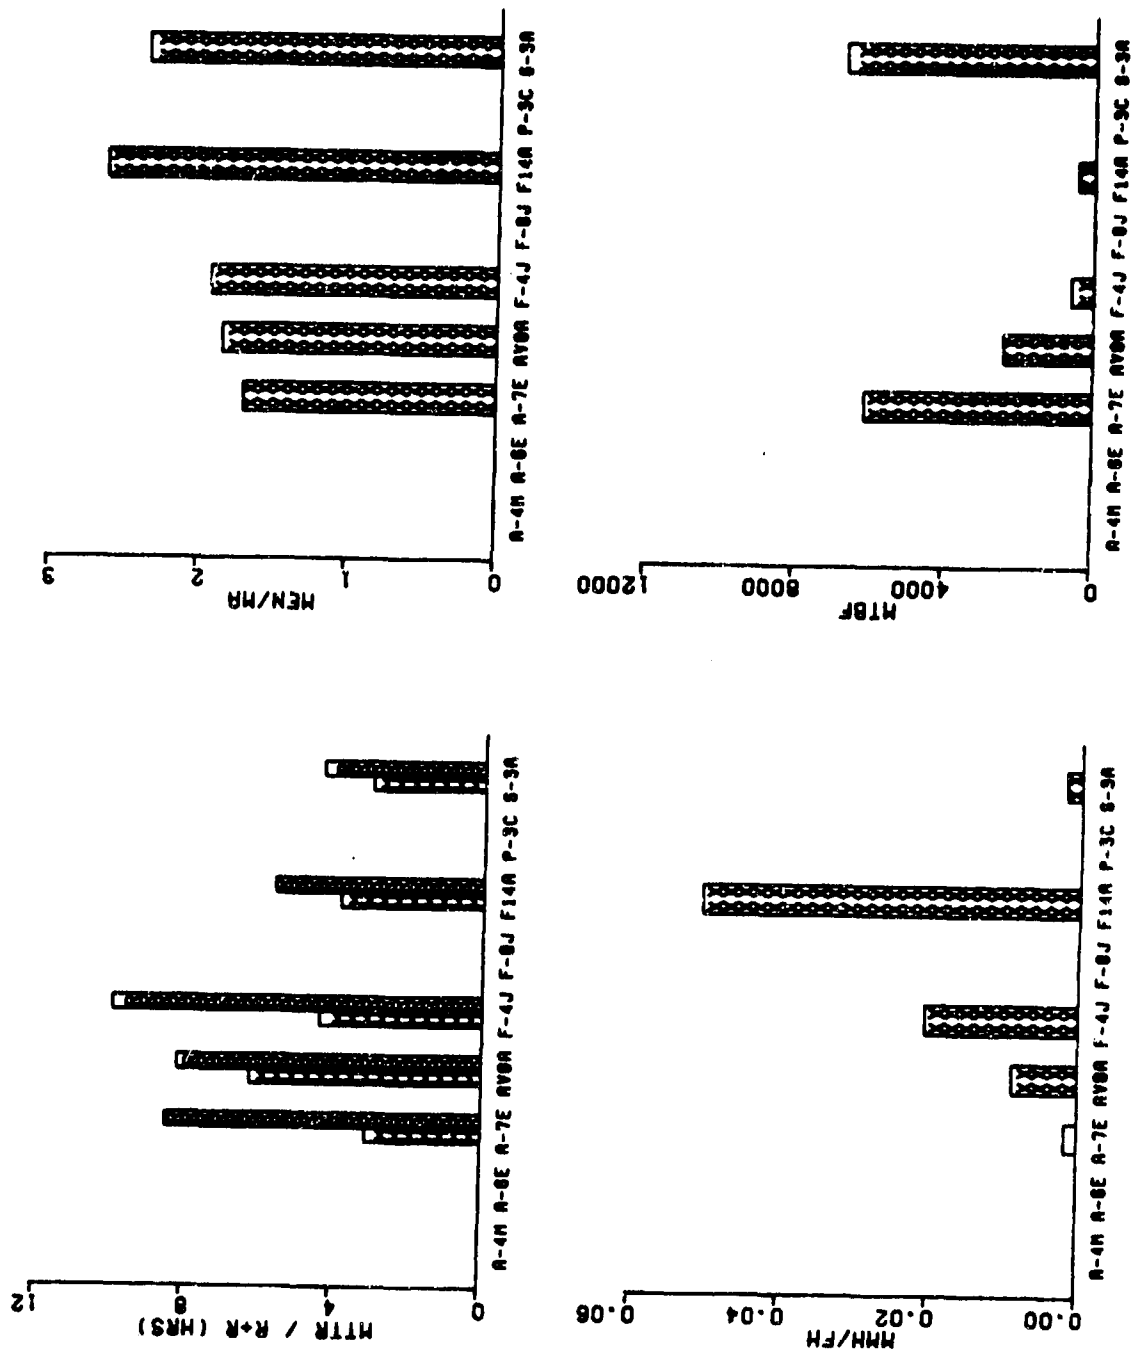 MTTR / R+R (HRS)
12
8
4
0
A-4M A-6E A-7E AV8A F-4J F-8J F14A P-3C S-3A
MEN/MA
3
2
1
0
A-4M A-6E A-7E AV8A F-4J F-8J F14A P-3C S-3A
MMH/FH
0.06
0.04
0.02
0.00
A-4M A-6E A-7E AV8A F-4J F-8J F14A P-3C S-3A
MTBF
12000
8000
4000
0
A-4M A-6E A-7E AV8A F-4J F-8J F14A P-3C S-3A